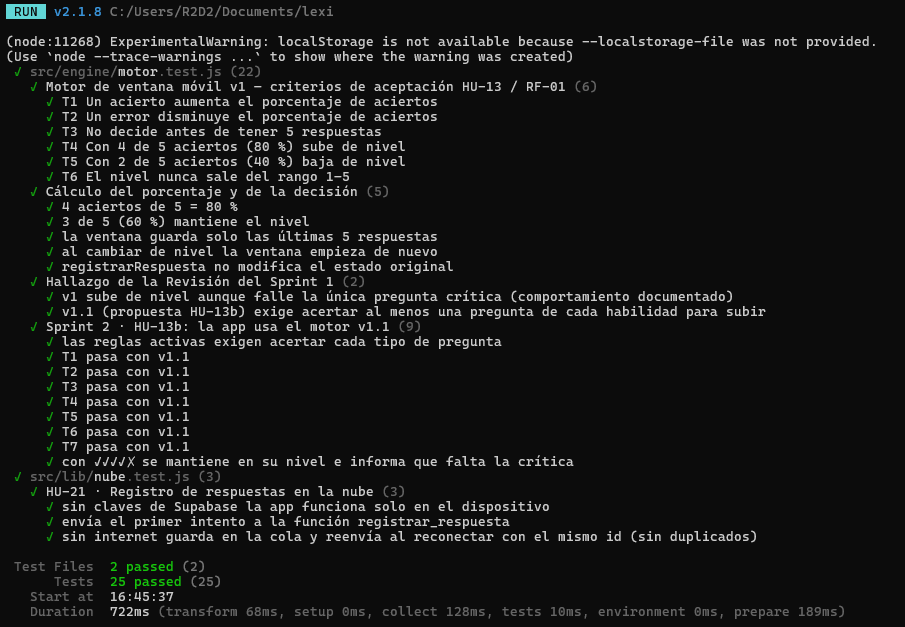 RUN v2.1.8 C:/Users/R2D2/Documents/lexi
(node:11268) ExperimentalWarning: localStorage is not available because --localstorage-file was not provided.
(Use `node --trace-warnings ...` to show where the warning was created)
✓ src/engine/motor.test.js (22)
✓ Motor de ventana móvil v1 – criterios de aceptación HU-13 / RF-01 (6)
✓ T1 Un acierto aumenta el porcentaje de aciertos
✓ T2 Un error disminuye el porcentaje de aciertos
✓ T3 No decide antes de tener 5 respuestas
✓ T4 Con 4 de 5 aciertos (80 %) sube de nivel
✓ T5 Con 2 de 5 aciertos (40 %) baja de nivel
✓ T6 El nivel nunca sale del rango 1–5
✓ Cálculo del porcentaje y de la decisión (5)
✓ 4 aciertos de 5 = 80 %
✓ 3 de 5 (60 %) mantiene el nivel
✓ la ventana guarda solo las últimas 5 respuestas
✓ al cambiar de nivel la ventana empieza de nuevo
✓ registrarRespuesta no modifica el estado original
✓ Hallazgo de la Revisión del Sprint 1 (2)
✓ v1 sube de nivel aunque falle la única pregunta crítica (comportamiento documentado)
✓ v1.1 (propuesta HU-13b) exige acertar al menos una pregunta de cada habilidad para subir
✓ Sprint 2 · HU-13b: la app usa el motor v1.1 (9)
✓ las reglas activas exigen acertar cada tipo de pregunta
✓ T1 pasa con v1.1
✓ T2 pasa con v1.1
✓ T3 pasa con v1.1
✓ T4 pasa con v1.1
✓ T5 pasa con v1.1
✓ T6 pasa con v1.1
✓ T7 pasa con v1.1
✓ con ✓✓✓✓✗ se mantiene en su nivel e informa que falta la crítica
✓ src/lib/nube.test.js (3)
✓ HU-21 · Registro de respuestas en la nube (3)
✓ sin claves de Supabase la app funciona solo en el dispositivo
✓ envía el primer intento a la función registrar_respuesta
✓ sin internet guarda en la cola y reenvía al reconectar con el mismo id (sin duplicados)
Test Files 2 passed (2)
Tests 25 passed (25)
Start at 16:45:37
Duration 722ms (transform 68ms, setup 0ms, collect 128ms, tests 10ms, environment 0ms, prepare 189ms)